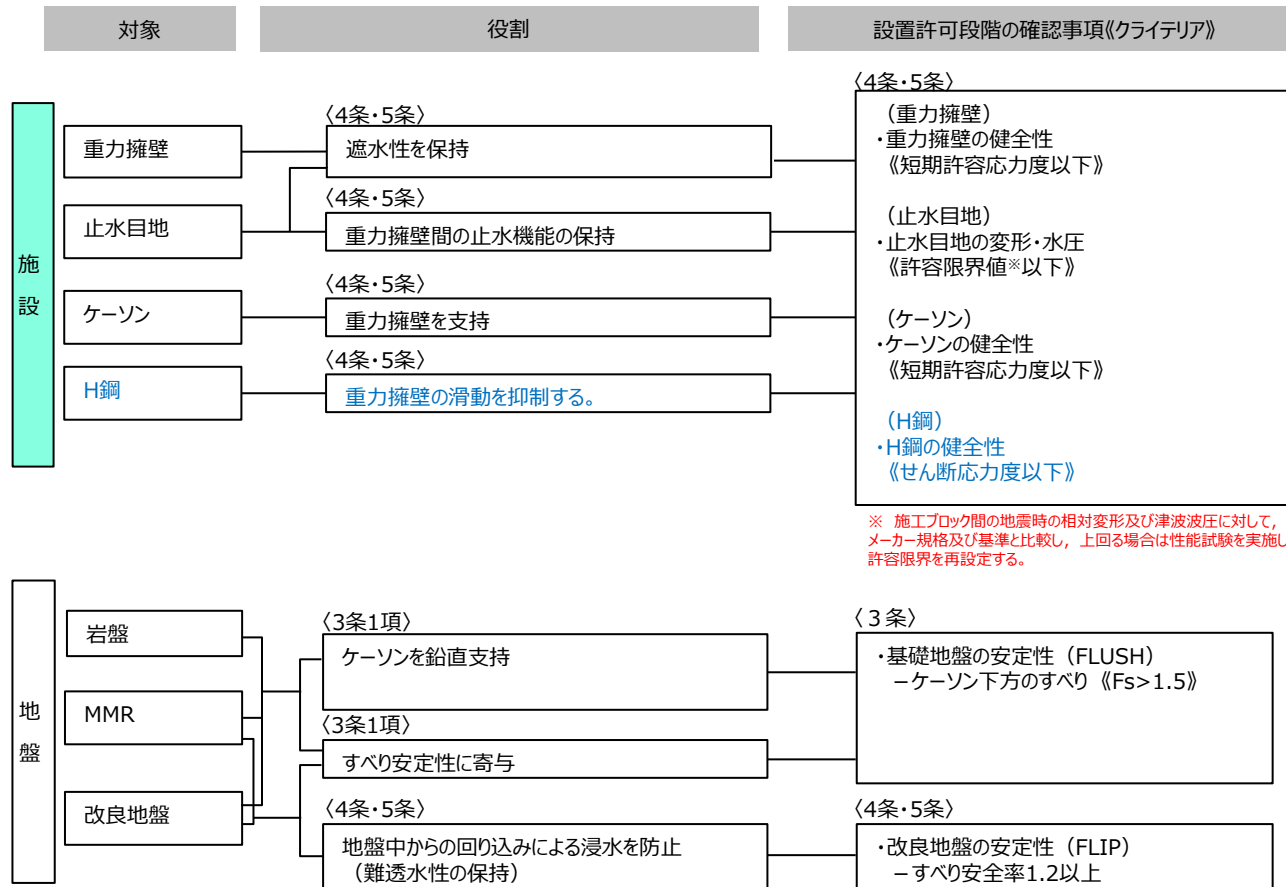 対象
役割
設置許可段階の確認事項《クライテリア》
施設
重力擁壁
止水目地
ケーソン
H鋼
〈4条・5条〉
遮水性を保持
〈4条・5条〉
重力擁壁間の止水機能の保持
〈4条・5条〉
重力擁壁を支持
〈4条・5条〉
重力擁壁の滑動を抑制する。
〈4条・5条〉
（重力擁壁）
・重力擁壁の健全性
《短期許容応力度以下》
（止水目地）
・止水目地の変形・水圧
《許容限界値※以下》
（ケーソン）
・ケーソンの健全性
《短期許容応力度以下》
（H鋼）
・H鋼の健全性
《せん断応力度以下》
※　施工ブロック間の地震時の相対変形及び津波波圧に対して，
メーカー規格及び基準と比較し，上回る場合は性能試験を実施し
許容限界を再設定する。
地盤
岩盤
MMR
改良地盤
〈3条1項〉
ケーソンを鉛直支持
〈3条1項〉
すべり安定性に寄与
〈4条・5条〉
地盤中からの回り込みによる浸水を防止
（難透水性の保持）
〈３条〉
・基礎地盤の安定性（FLUSH）
－ケーソン下方のすべり《Fs>1.5》
〈4条・5条〉
・改良地盤の安定性（FLIP）
－すべり安全率1.2以上